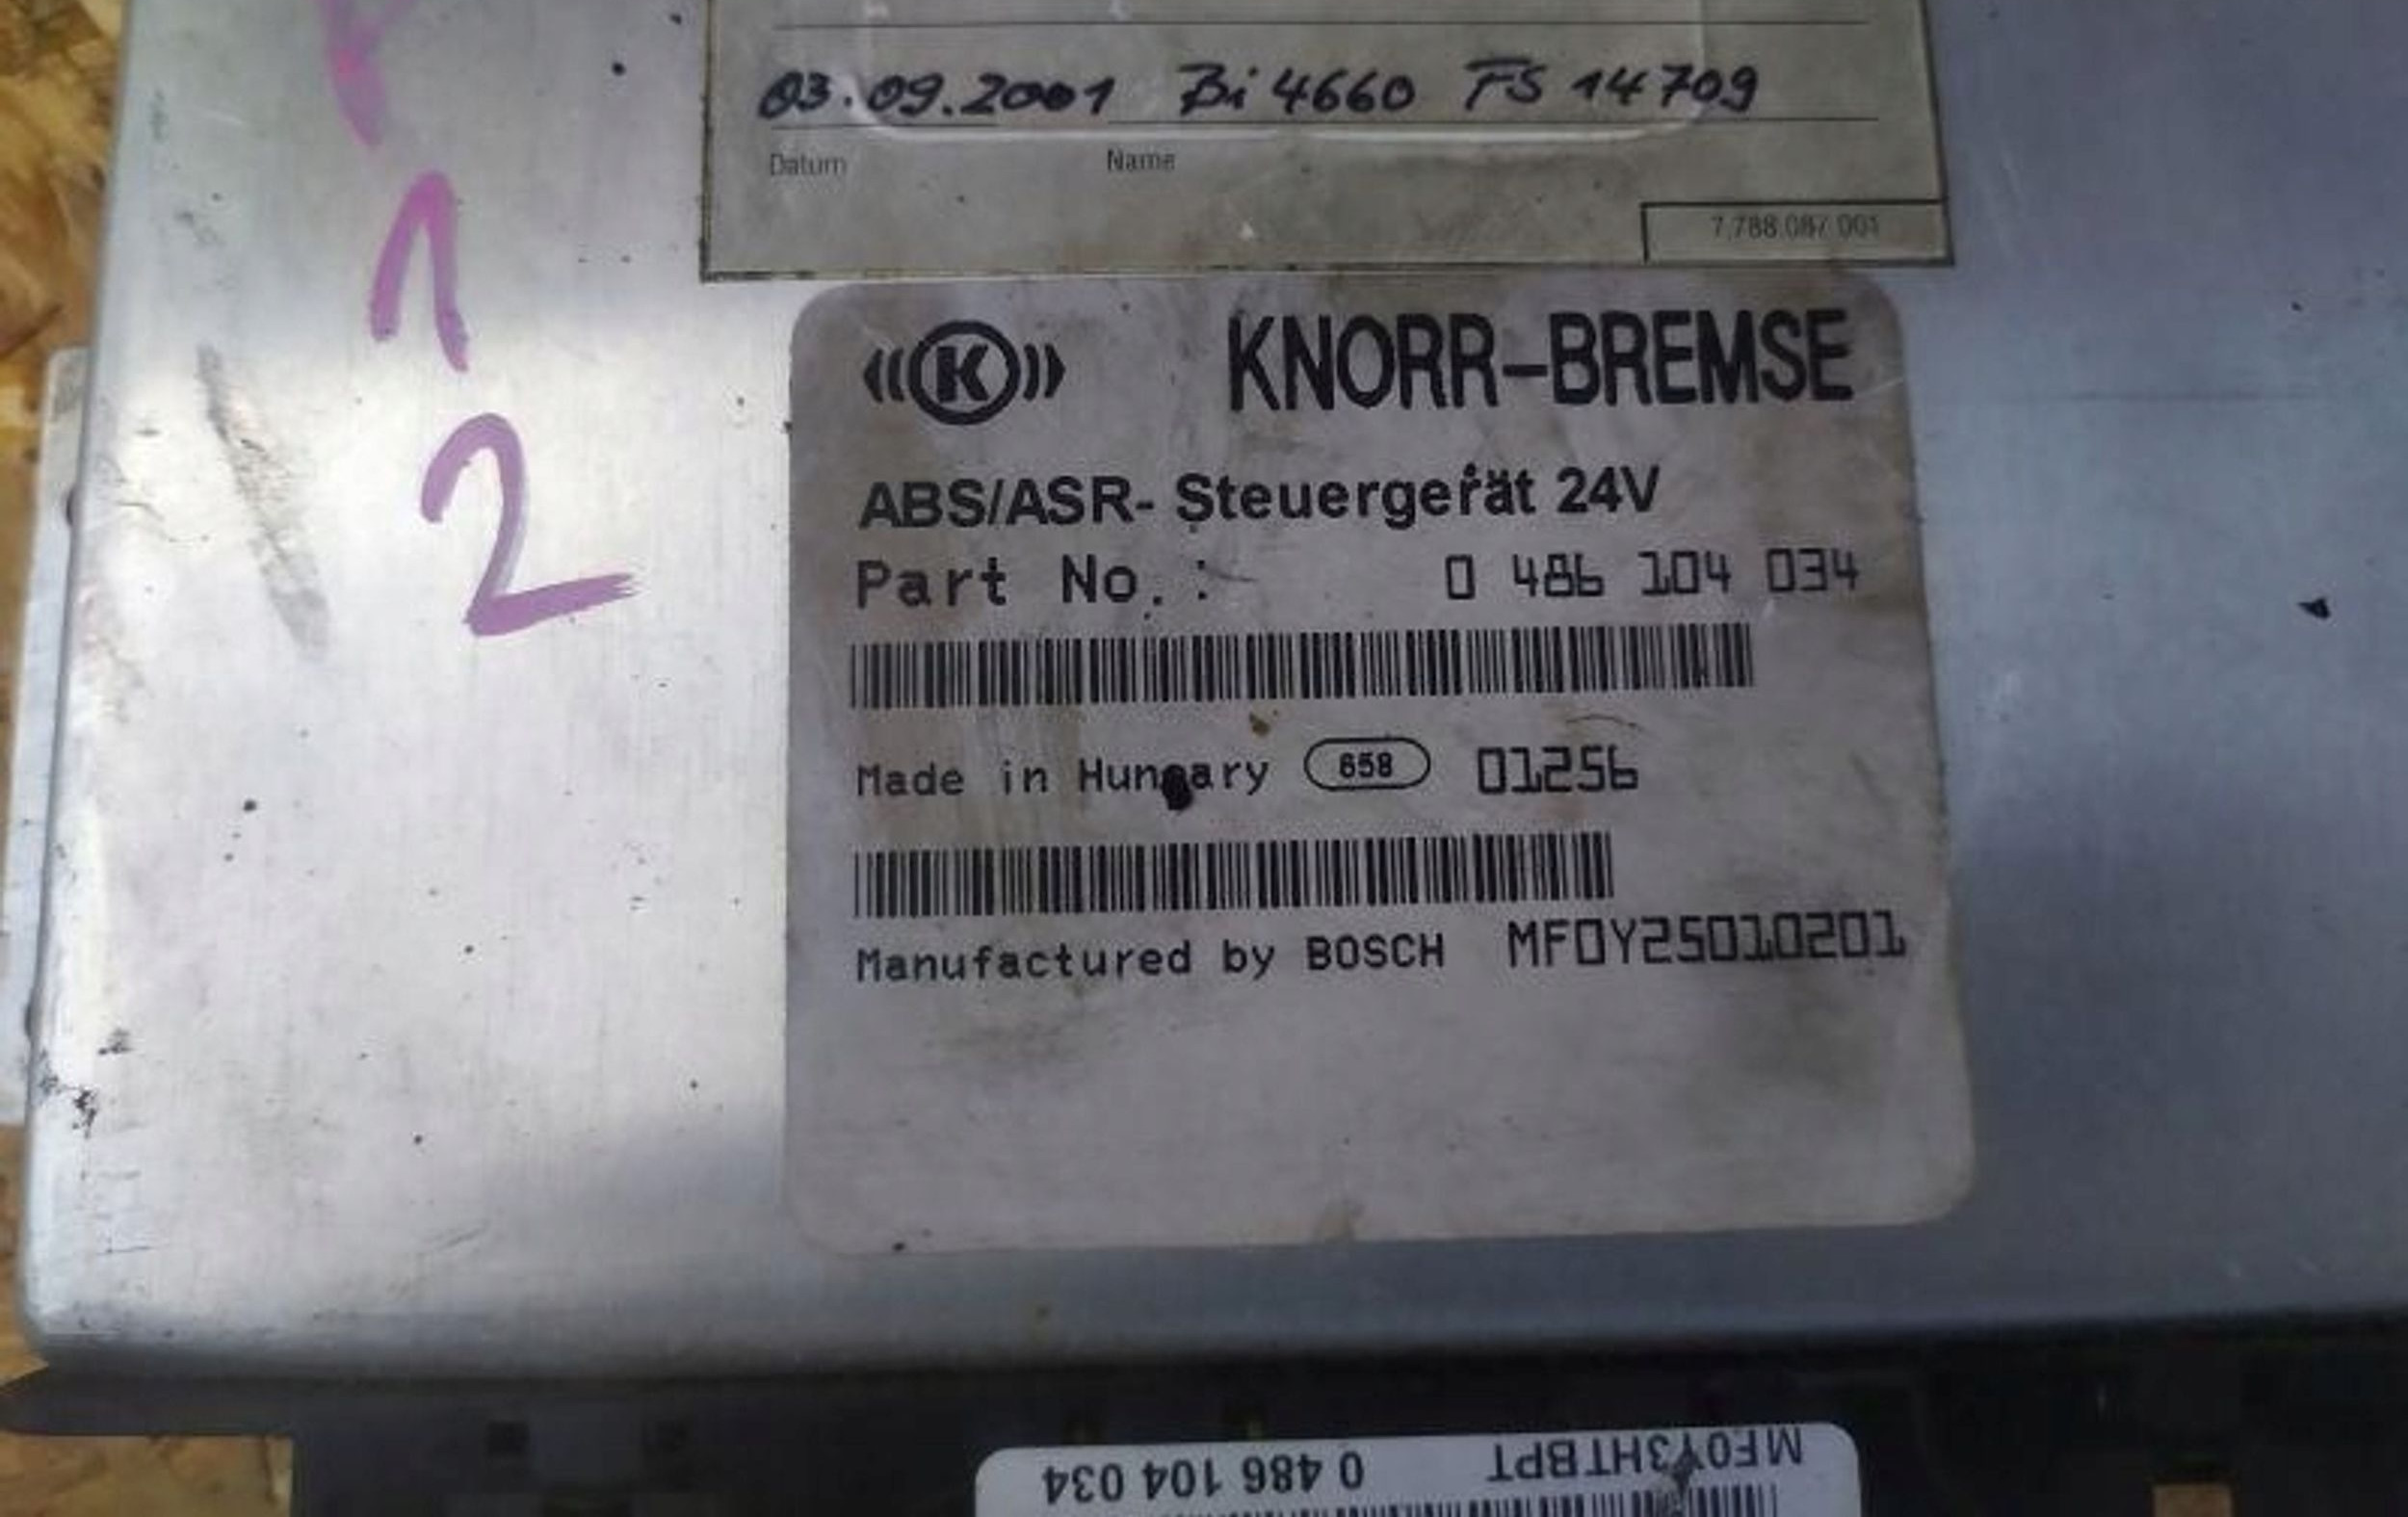 03.09.2001 Bi 4660 FS 14709
Datum Name
7.788.087 001
1
2
K KNORR-BREMSE
ABS/ASR- Steuergerät 24V
Part No.: 0 486 104 034
Made in Hungary 658 01256
Manufactured by BOSCH MF0Y25010201
MF0Y3HTBPT 0 486 104 034